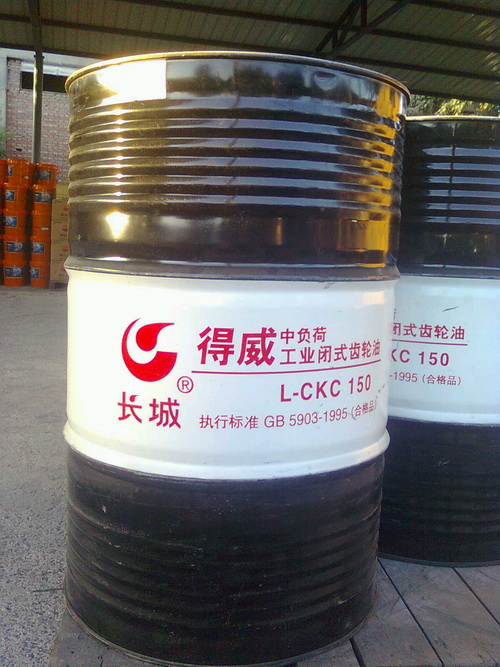 得威 中负荷
工业闭式齿轮油
L-CKC 150
长城®
执行标准 GB 5903-1995 (合格品)
闭式齿轮油
KC 150
-1995 (合格品)